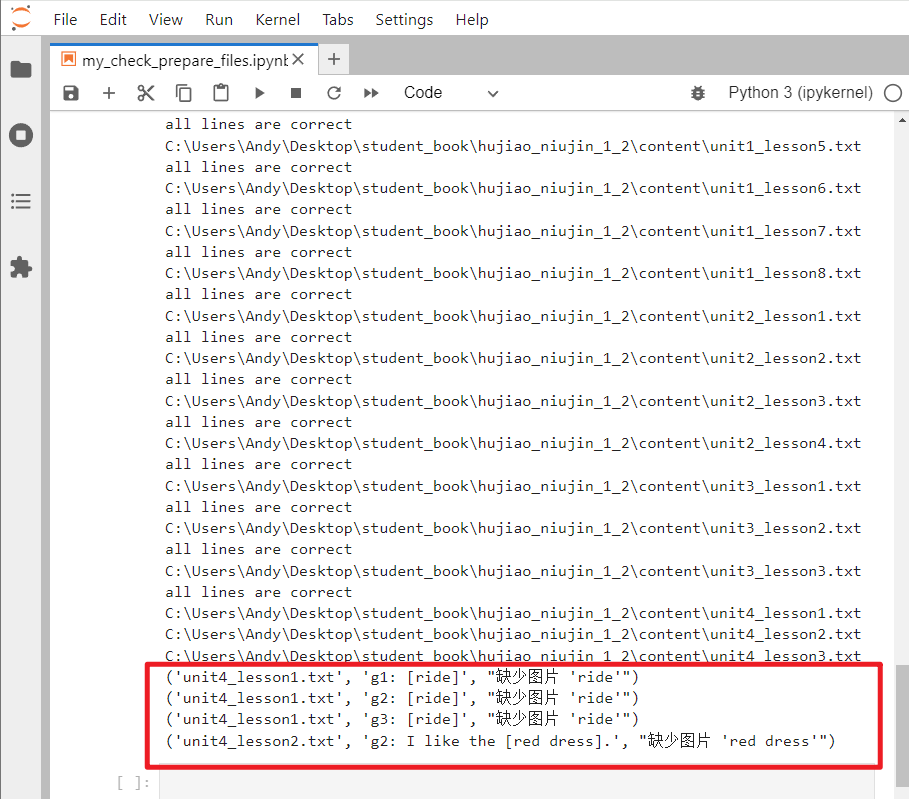 File Edit View Run Kernel Tabs Settings Help
my_check_prepare_files.ipynb
Code Python 3 (ipykernel)
all lines are correct
C:\Users\Andy\Desktop\student_book\hujiao_niujin_1_2\content\unit1_lesson5.txt
all lines are correct
C:\Users\Andy\Desktop\student_book\hujiao_niujin_1_2\content\unit1_lesson6.txt
all lines are correct
C:\Users\Andy\Desktop\student_book\hujiao_niujin_1_2\content\unit1_lesson7.txt
all lines are correct
C:\Users\Andy\Desktop\student_book\hujiao_niujin_1_2\content\unit1_lesson8.txt
all lines are correct
C:\Users\Andy\Desktop\student_book\hujiao_niujin_1_2\content\unit2_lesson1.txt
all lines are correct
C:\Users\Andy\Desktop\student_book\hujiao_niujin_1_2\content\unit2_lesson2.txt
all lines are correct
C:\Users\Andy\Desktop\student_book\hujiao_niujin_1_2\content\unit2_lesson3.txt
all lines are correct
C:\Users\Andy\Desktop\student_book\hujiao_niujin_1_2\content\unit2_lesson4.txt
all lines are correct
C:\Users\Andy\Desktop\student_book\hujiao_niujin_1_2\content\unit3_lesson1.txt
all lines are correct
C:\Users\Andy\Desktop\student_book\hujiao_niujin_1_2\content\unit3_lesson2.txt
all lines are correct
C:\Users\Andy\Desktop\student_book\hujiao_niujin_1_2\content\unit3_lesson3.txt
all lines are correct
C:\Users\Andy\Desktop\student_book\hujiao_niujin_1_2\content\unit4_lesson1.txt
C:\Users\Andy\Desktop\student_book\hujiao_niujin_1_2\content\unit4_lesson2.txt
C:\Users\Andy\Desktop\student_book\hujiao_niujin_1_2\content\unit4_lesson3.txt
('unit4_lesson1.txt', 'g1: [ride]', "缺少图片 'ride'")
('unit4_lesson1.txt', 'g2: [ride]', "缺少图片 'ride'")
('unit4_lesson1.txt', 'g3: [ride]', "缺少图片 'ride'")
('unit4_lesson2.txt', 'g2: I like the [red dress].', "缺少图片 'red dress'")
[ ]: